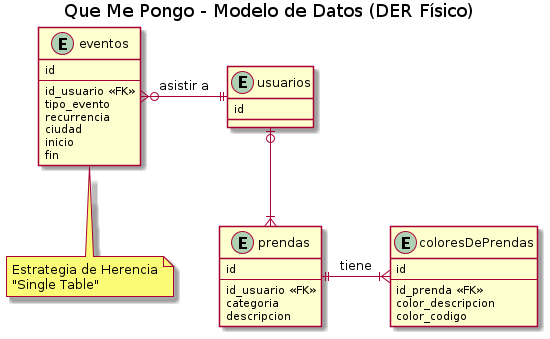 Que Me Pongo - Modelo de Datos (DER Físico)
E eventos
id
id_usuario «FK»
tipo_evento
recurrencia
ciudad
inicio
fin
asistir a
E usuarios
id
Estrategia de Herencia
"Single Table"
E prendas
id
id_usuario «FK»
categoria
descripcion
tiene
E coloresDePrendas
id
id_prenda «FK»
color_descripcion
color_codigo